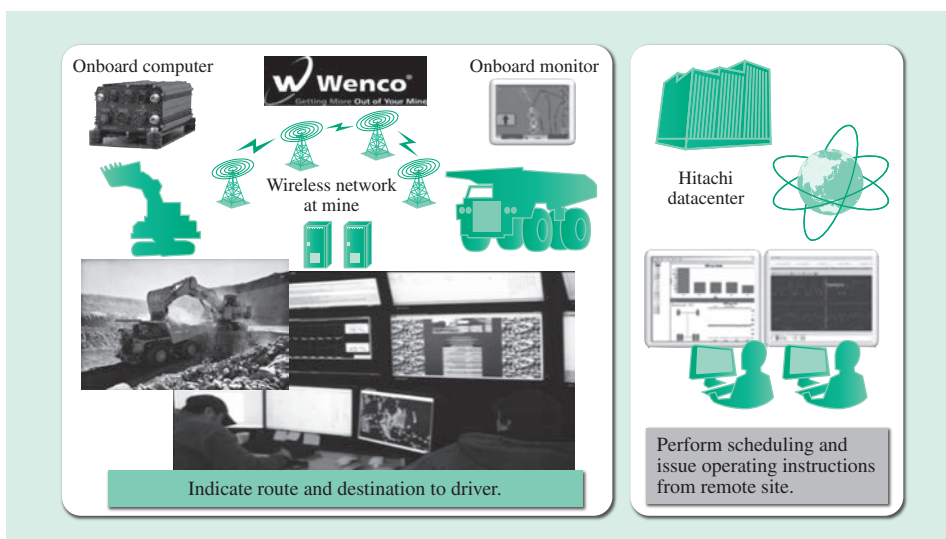 Onboard computer
Wenco®
Getting More Out of Your Mine
Onboard monitor
Wireless network
at mine
Indicate route and destination to driver.
Hitachi
datacenter
Perform scheduling and
issue operating instructions
from remote site.